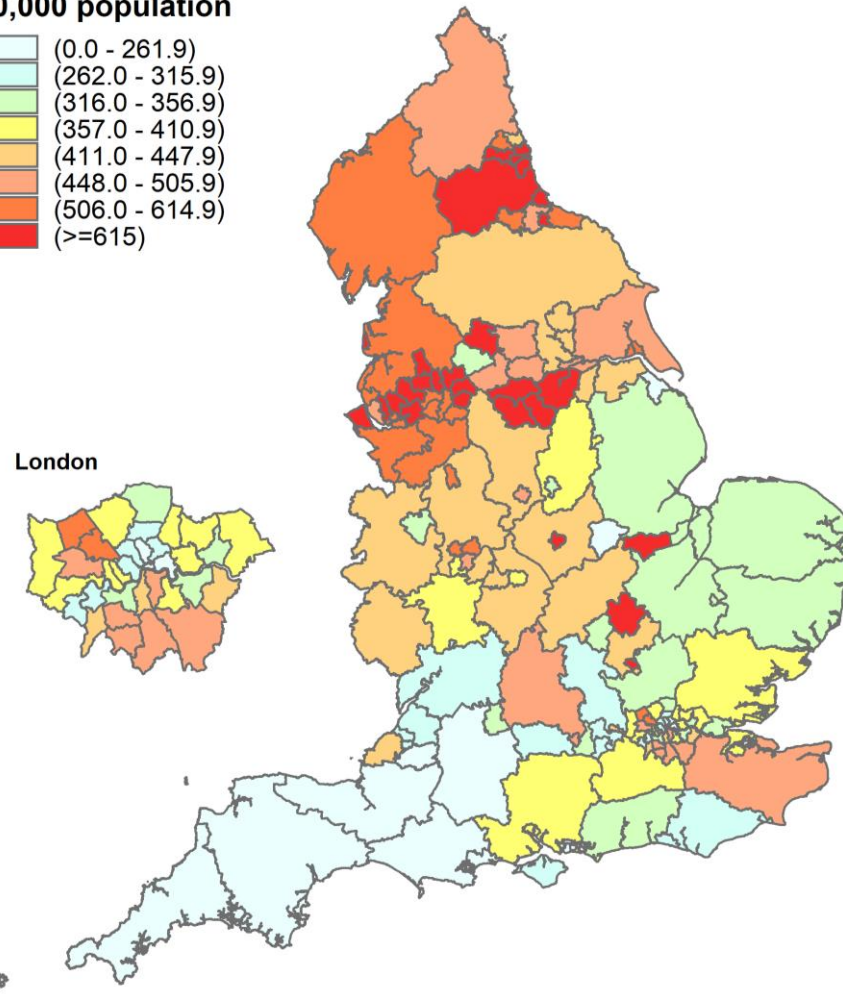 0,000 population
(0.0 - 261.9)
(262.0 - 315.9)
(316.0 - 356.9)
(357.0 - 410.9)
(411.0 - 447.9)
(448.0 - 505.9)
(506.0 - 614.9)
(>=615)
London